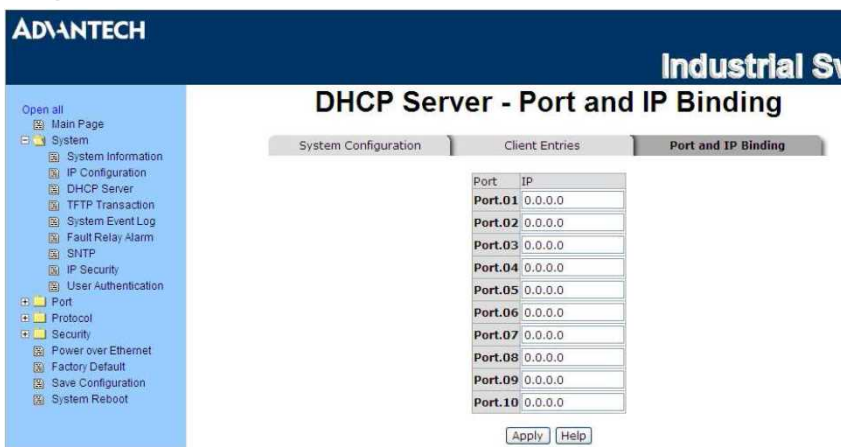 ADVANTECH
Industrial
DHCP Server - Port and IP Binding
Open all
Main Page
System
System Information
IP Configuration
DHCP Server
TFTP Transaction
System Event Log
Fault Relay Alarm
SNTP
IP Security
User Authentication
Port
Protocol
Security
Power over Ethernet
Factory Default
Save Configuration
System Reboot
System Configuration
Client Entries
Port and IP Binding
Port IP
Port.01 0.0.0.0
Port.02 0.0.0.0
Port.03 0.0.0.0
Port.04 0.0.0.0
Port.05 0.0.0.0
Port.06 0.0.0.0
Port.07 0.0.0.0
Port.08 0.0.0.0
Port.09 0.0.0.0
Port.10 0.0.0.0
Apply Help